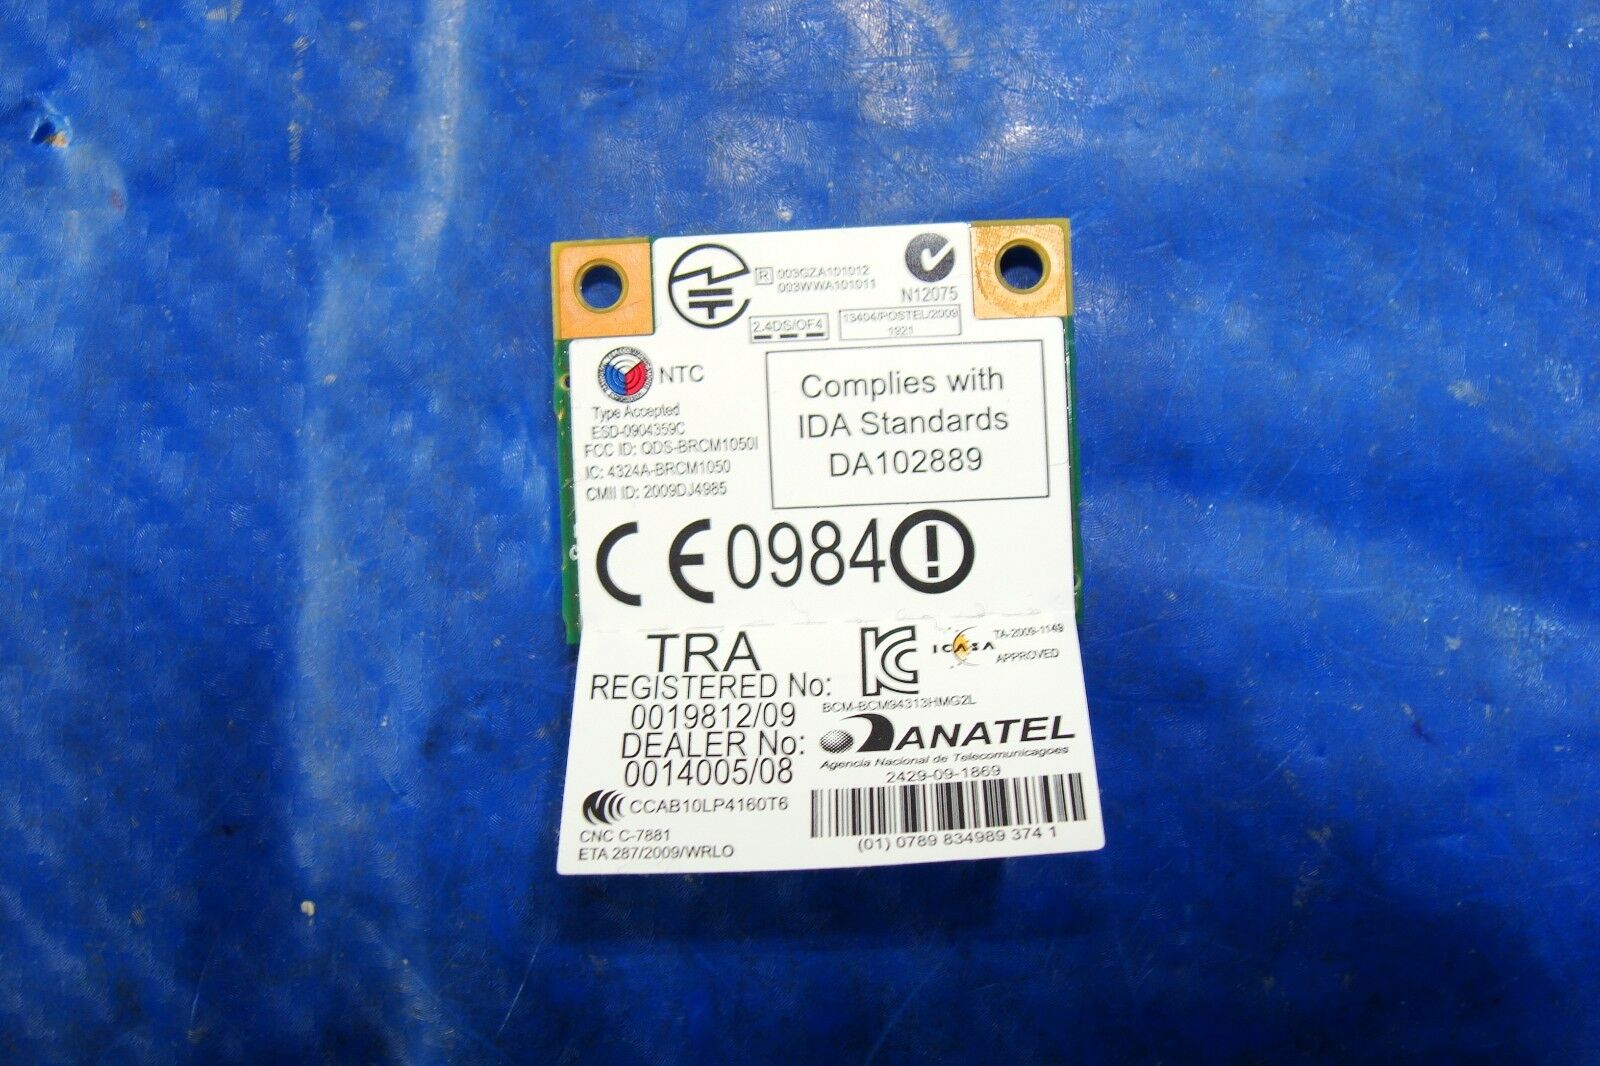 R 003GZA101012
003WWA101011
N12075
2.4DS/OF4
13404/POSTEL/2009
1921
NTC
Type Accepted
ESD-0904359C
FCC ID: QDS-BRCM1050I
IC: 4324A-BRCM1050
CMII ID: 2009DJ4985
Complies with
IDA Standards
DA102889
CE0984
TRA
REGISTERED No:
0019812/09
DEALER No:
0014005/08
CCAB10LP4160T6
CNC C-7881
ETA 287/2009/WRLO
ICASA
TA-2009-1149
APPROVED
BCM-BCM94313HMG2L
ANATEL
Agencia Nacional de Telecomunicagoes
2429-09-1869
(01) 0789 834989 374 1